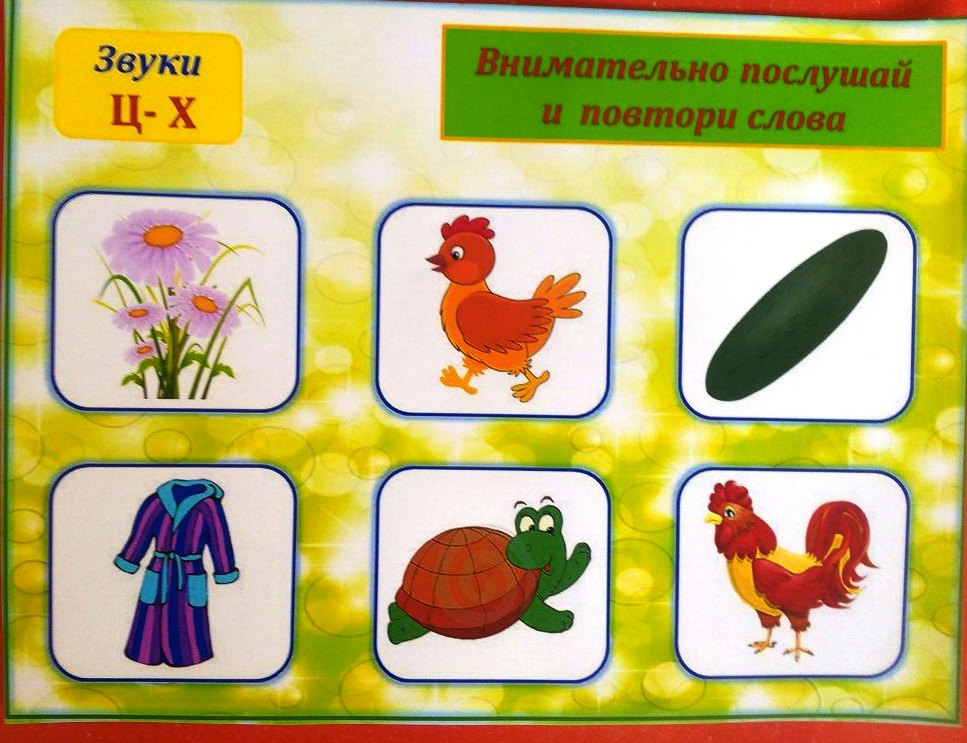 Звуки
Ц- Х
Внимательно послушай
и повтори слова